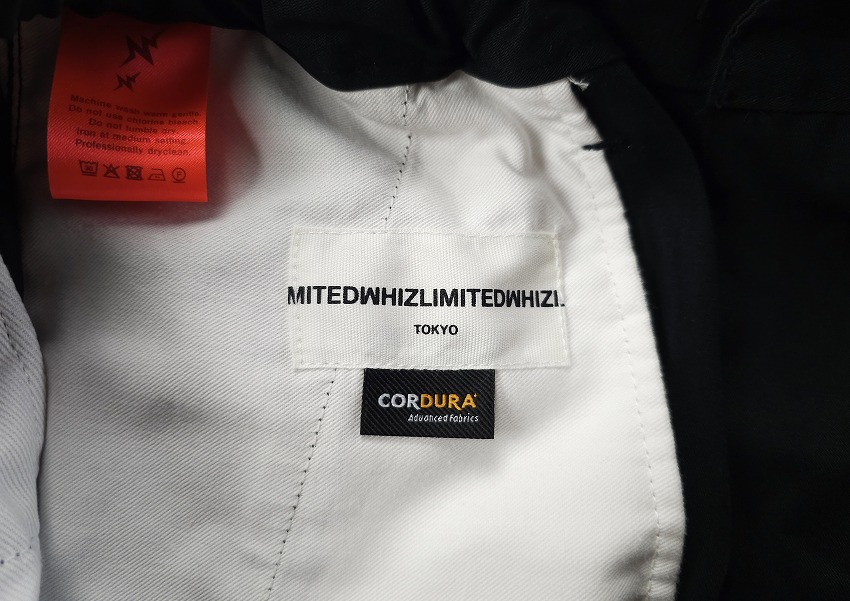 Machine wash warm gentle.
Do not use chlorine bleach.
Do not tumble dry.
Iron at medium setting.
Professionally dryclean.
MITEDWHIZLIMITEDWHIZL
TOKYO
CORDURA
Advanced Fabrics